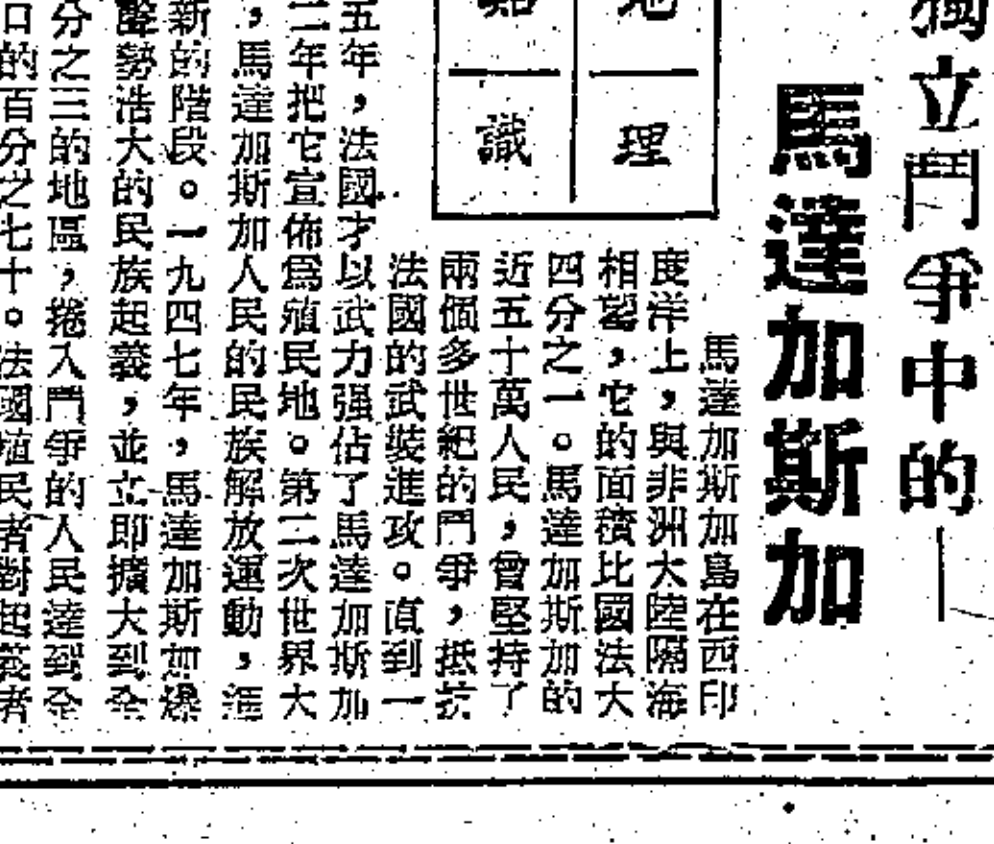 獨立鬥爭中的—
馬達加斯加
地理
識
馬達加斯加島在西印
度洋上，與非洲大陸隔海
相望，它的面積比國法大
四分之一。馬達加斯加的
近五十萬人民，曾堅持了
兩個多世紀的鬥爭，抵抗
法國的武裝進攻。直到一
五年，法國才以武力强佔了馬達加斯加
二年把它宣佈爲殖民地。第二次世界大
，馬達加斯加人民的民族解放運動，進
新的階段。一九四七年，馬達加斯加爆
聲勢浩大的民族起義，並立即擴大到全
分之三的地區，捲入鬥爭的人民達到全
口的百分之七十。法國殖民者對起義者